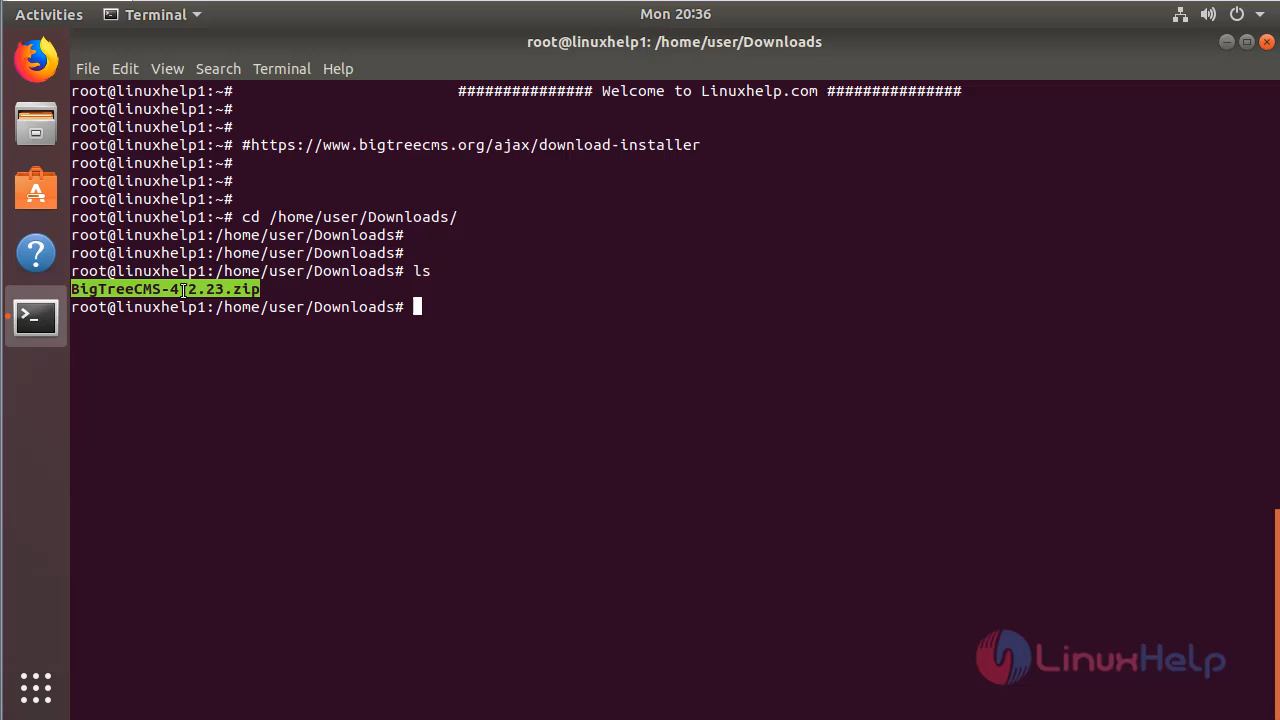 Activities Terminal Mon 20:36
root@linuxhelp1: /home/user/Downloads
File Edit View Search Terminal Help
root@linuxhelp1:~# ############### Welcome to Linuxhelp.com ###############
root@linuxhelp1:~#
root@linuxhelp1:~#
root@linuxhelp1:~# #https://www.bigtreecms.org/ajax/download-installer
root@linuxhelp1:~#
root@linuxhelp1:~#
root@linuxhelp1:~#
root@linuxhelp1:~# cd /home/user/Downloads/
root@linuxhelp1:/home/user/Downloads#
root@linuxhelp1:/home/user/Downloads#
root@linuxhelp1:/home/user/Downloads# ls
BigTreeCMS-4.2.23.zip
root@linuxhelp1:/home/user/Downloads#
LinuxHelp